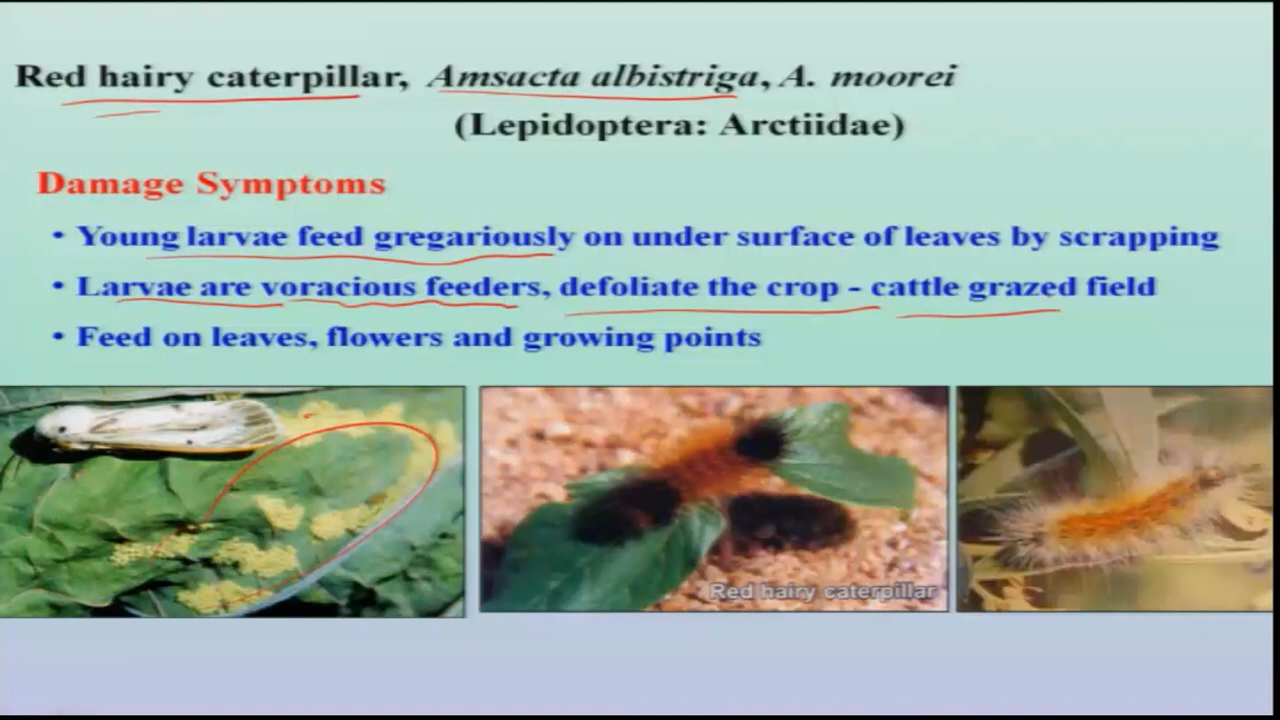 Red hairy caterpillar, Amsacta albistriga, A. moorei
(Lepidoptera: Arctiidae)
Damage Symptoms
• Young larvae feed gregariously on under surface of leaves by scrapping
• Larvae are voracious feeders, defoliate the crop - cattle grazed field
• Feed on leaves, flowers and growing points
Red hairy caterpillar